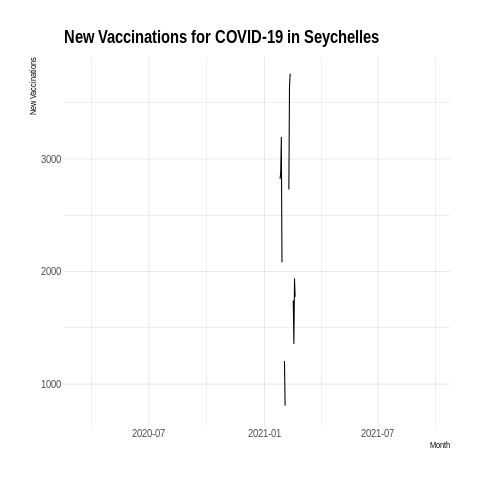 New Vaccinations for COVID-19 in Seychelles
New Vaccinations
3000
2000
1000
2020-07 2021-01 2021-07
Month